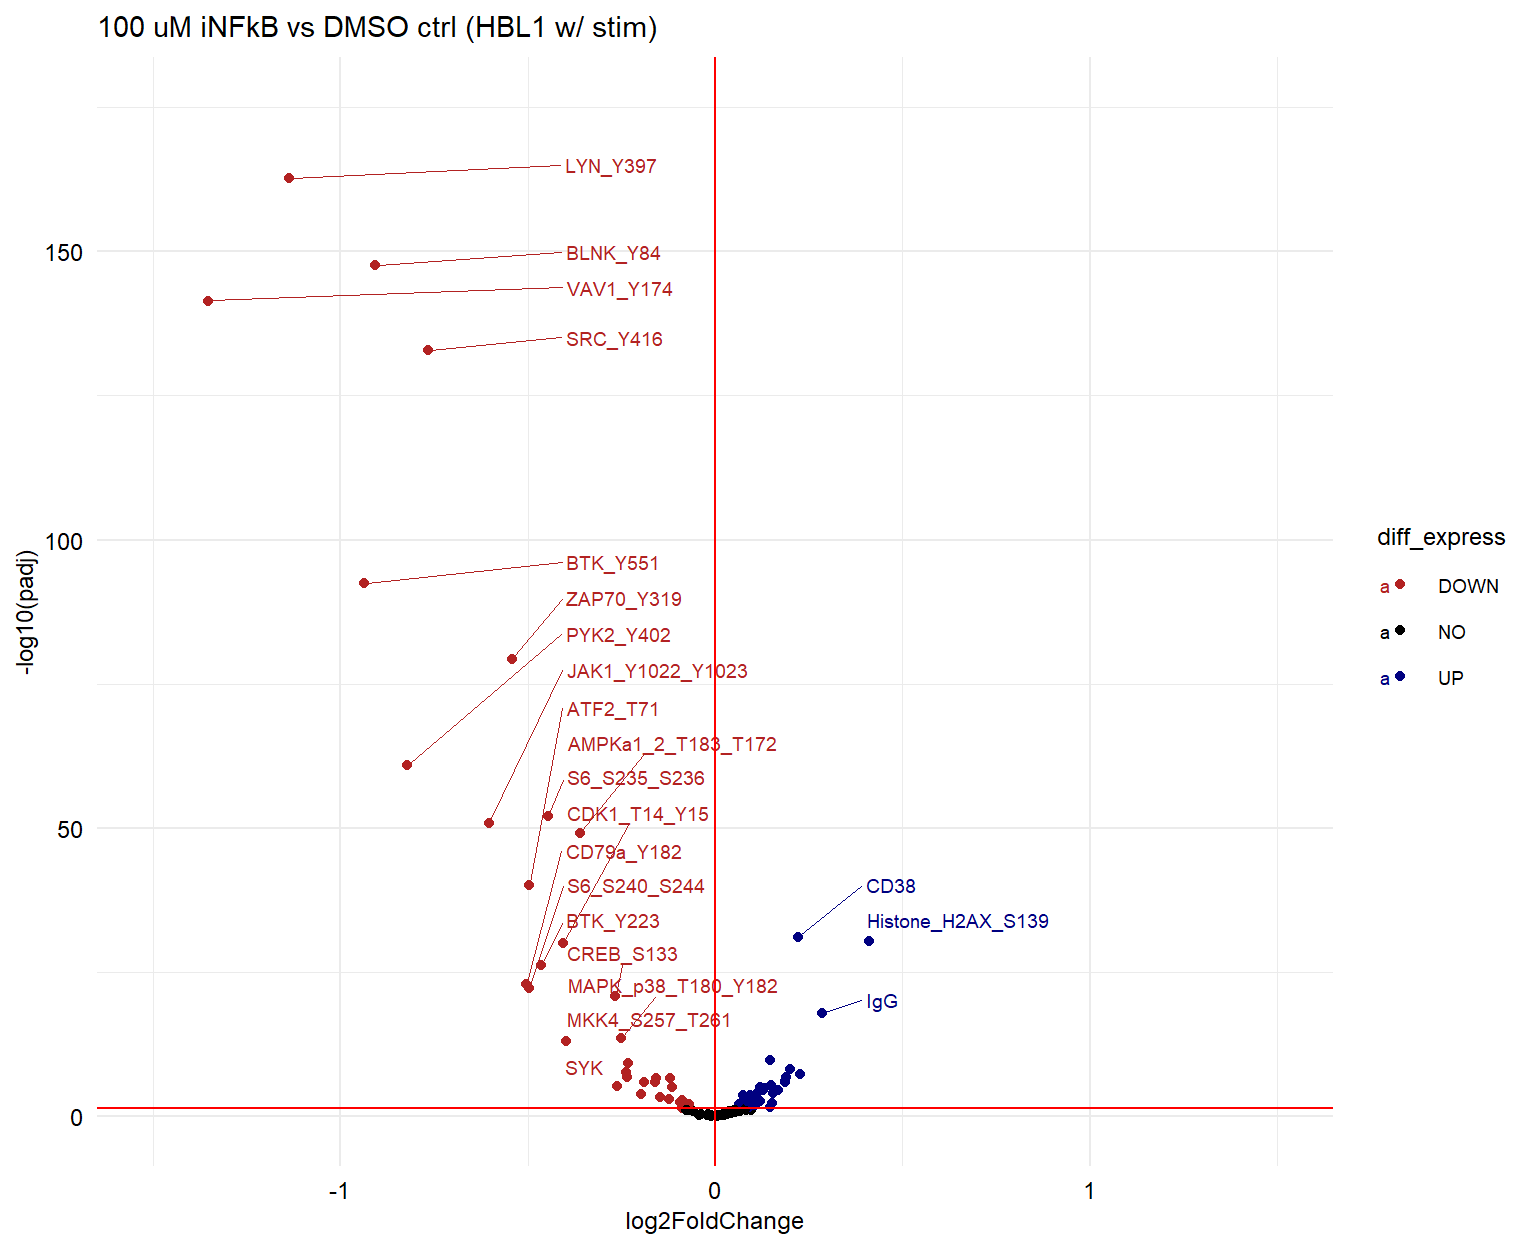 100 uM iNFkB vs DMSO ctrl (HBL1 w/ stim)
LYN_Y397
BLNK_Y84
VAV1_Y174
SRC_Y416
BTK_Y551
ZAP70_Y319
PYK2_Y402
JAK1_Y1022_Y1023
ATF2_T71
AMPKa1_2_T183_T172
S6_S235_S236
CDK1_T14_Y15
CD79a_Y182
S6_S240_S244
BTK_Y223
CREB_S133
MAPK_p38_T180_Y182
MKK4_S257_T261
SYK
CD38
Histone_H2AX_S139
IgG
150
100
50
0
-log10(padj)
-1
0
1
log2FoldChange
diff_express
a DOWN
a NO
a UP